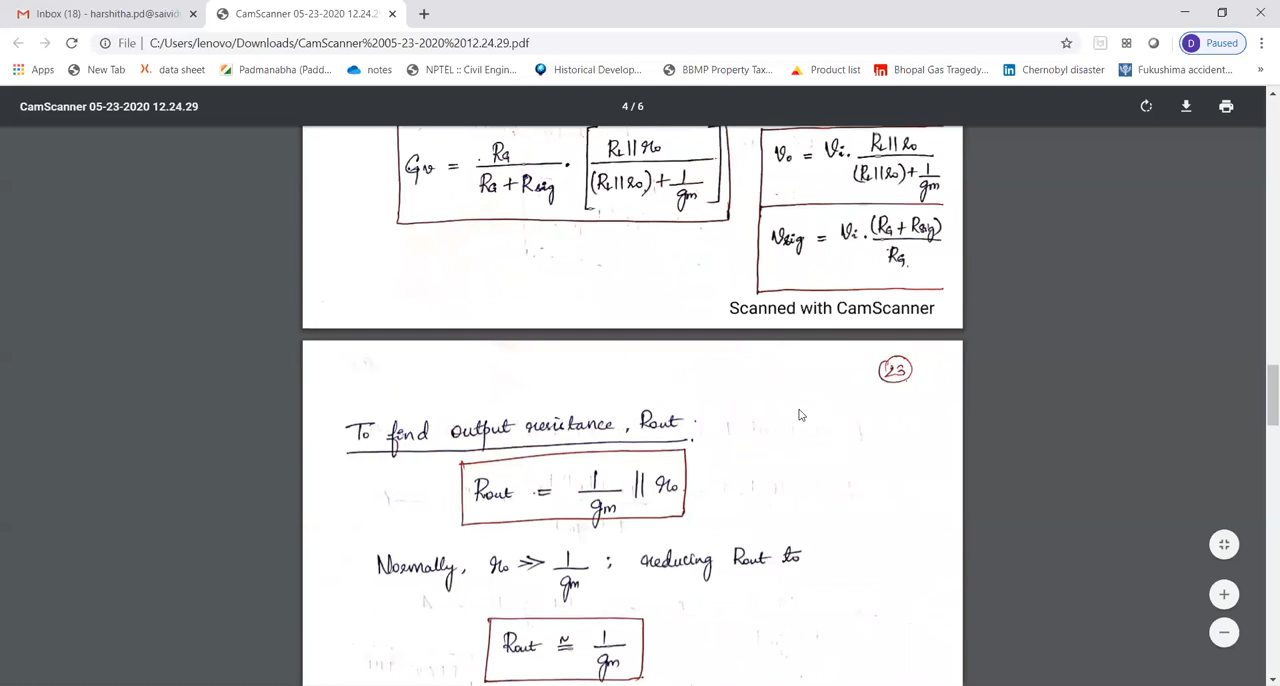 Inbox (18) - harshitha.pd@saivid
CamScanner 05-23-2020 12.24.2
File
C:/Users/lenovo/Downloads/CamScanner%2005-23-2020%2012.24.29.pdf
D Paused
Apps
New Tab
data sheet
Padmanabha (Padd...
notes
NPTEL :: Civil Engin...
Historical Develop...
BBMP Property Tax...
Product list
Bhopal Gas Tragedy...
Chernobyl disaster
Fukushima accident...
»
CamScanner 05-23-2020 12.24.29
4 / 6
Gv = RG / (RG + Rsig) · [ (RL || ro) / ((RL || ro) + 1/gm) ]
Vo = Vi · (RL || ro) / ((RL || ro) + 1/gm)
Vsig = Vi · (RG + Rsig) / RG
Scanned with CamScanner
23
To find output resistance, Rout :
Rout = 1/gm || ro
Normally, ro >> 1/gm ; reducing Rout to
Rout ≅ 1/gm